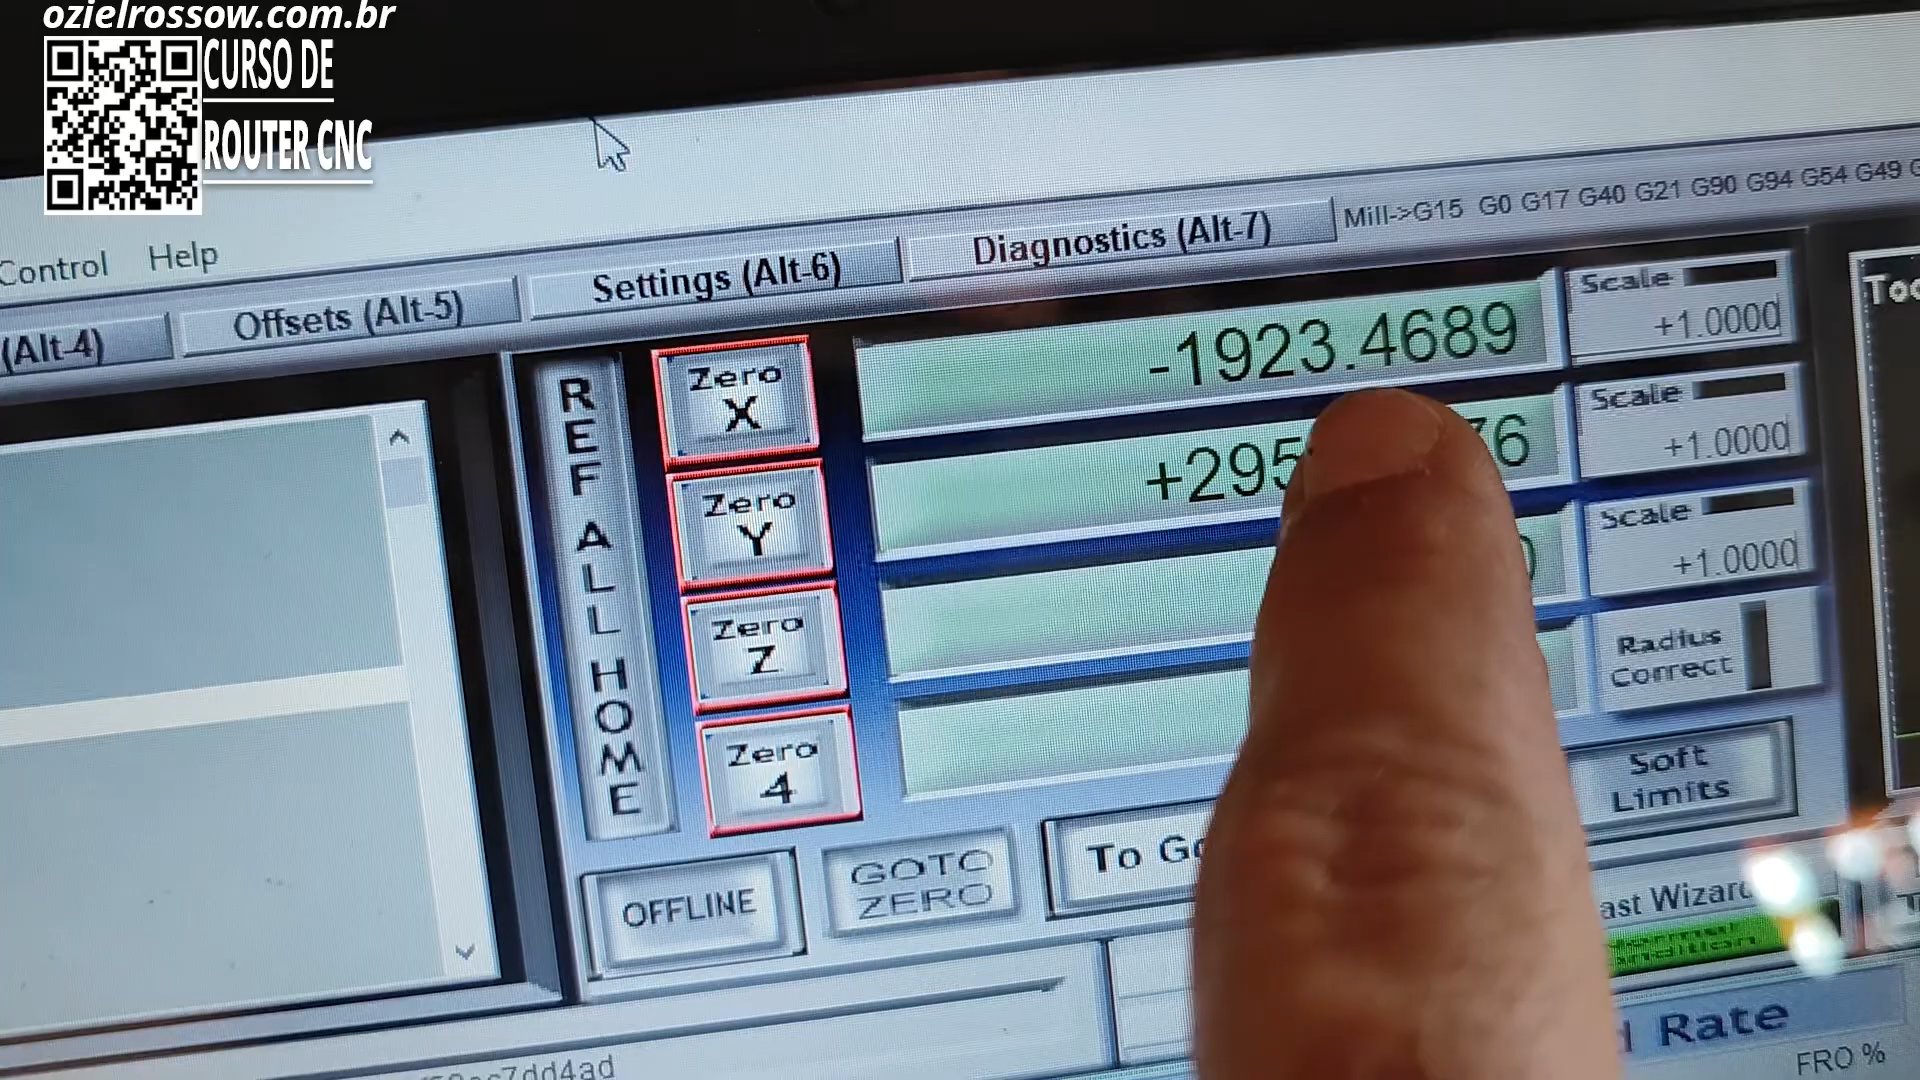 ozielrossow.com.br
CURSO DE
ROUTER CNC
Control Help
(Alt-4) Offsets (Alt-5) Settings (Alt-6) Diagnostics (Alt-7) Mill->G15 G0 G17 G40 G21 G90 G94 G54 G49
REF ALL HOME
Zero X -1923.4689 Scale +1.0000
Zero Y Scale +1.0000
Zero Z Scale +1.0000
Zero 4 Radius Correct
OFFLINE GOTO ZERO To Soft Limits
Wizard
Rate
FRO %